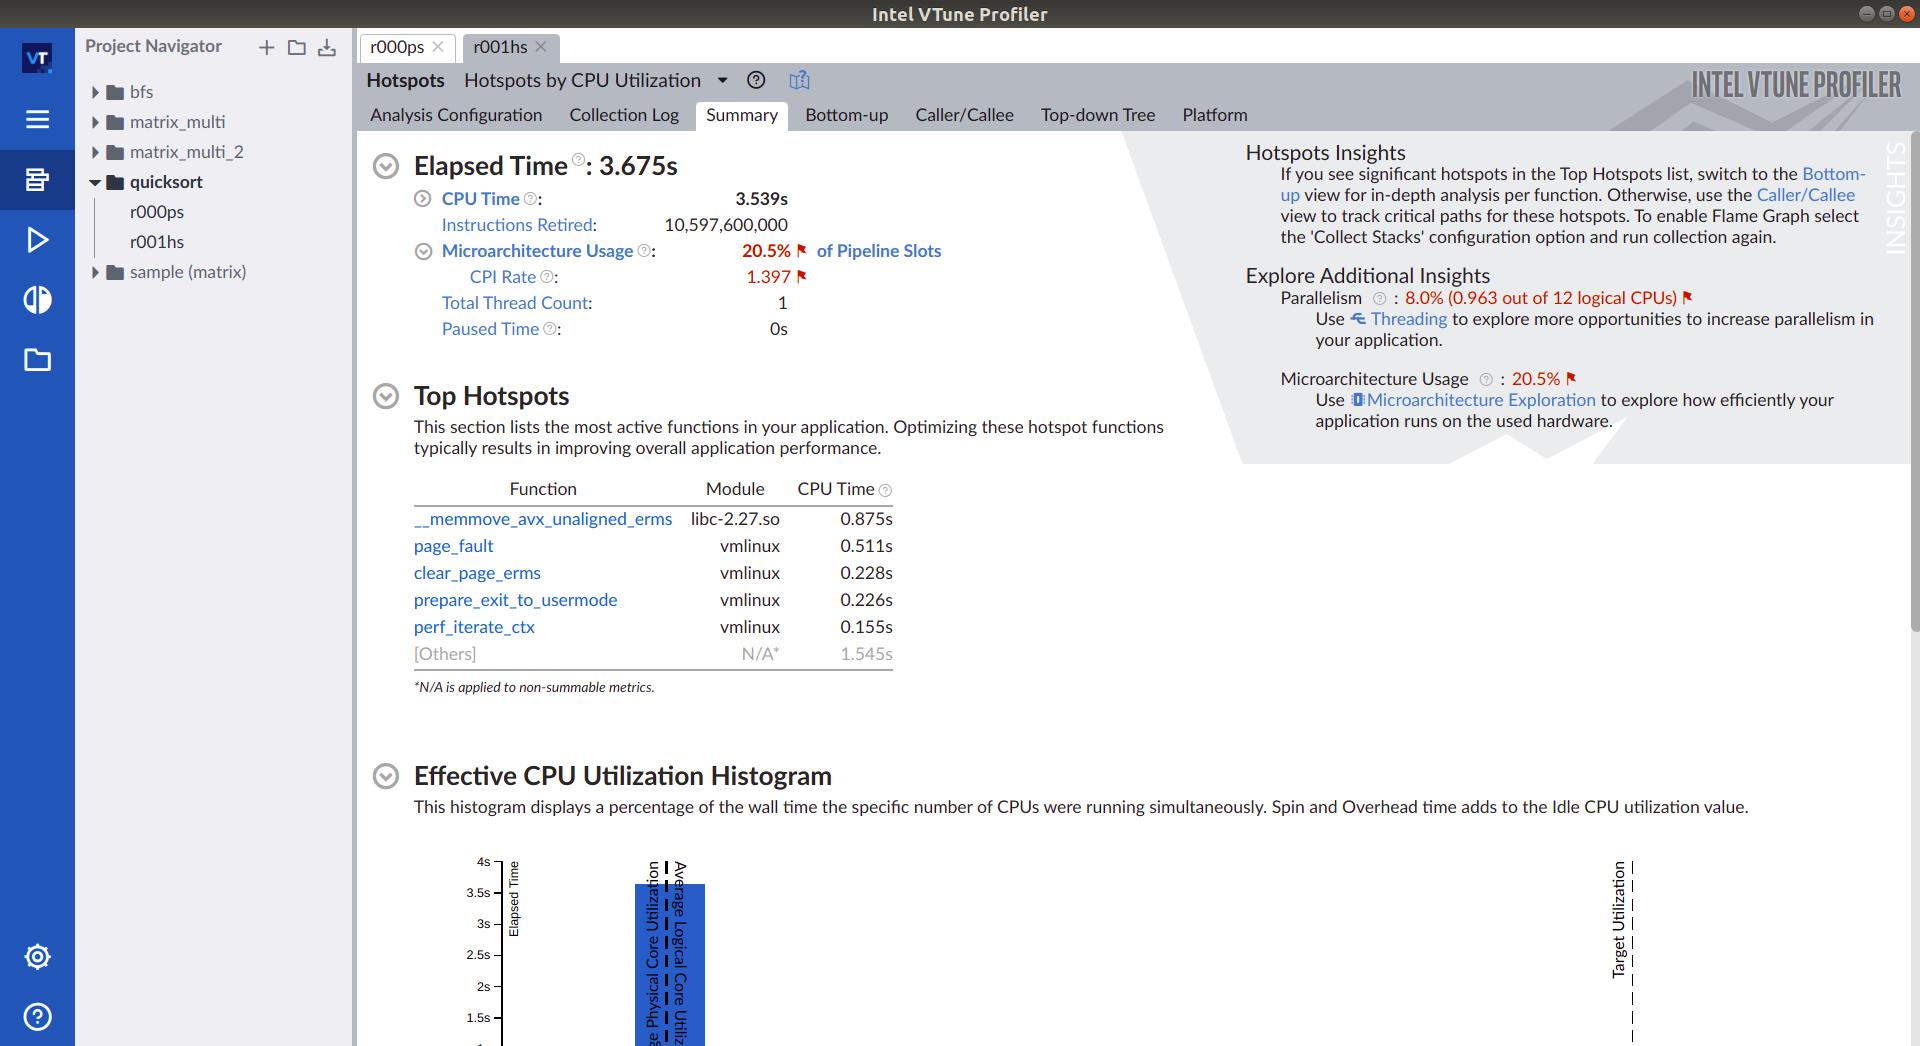 Intel VTune Profiler
VT
Project Navigator
bfs
matrix_multi
matrix_multi_2
quicksort
r000ps
r001hs
sample (matrix)
r000ps
r001hs
Hotspots Hotspots by CPU Utilization
INTEL VTUNE PROFILER
Analysis Configuration Collection Log Summary Bottom-up Caller/Callee Top-down Tree Platform
Elapsed Time: 3.675s
CPU Time: 3.539s
Instructions Retired: 10,597,600,000
Microarchitecture Usage: 20.5% of Pipeline Slots
CPI Rate: 1.397
Total Thread Count: 1
Paused Time: 0s
Hotspots Insights
If you see significant hotspots in the Top Hotspots list, switch to the Bottom-
up view for in-depth analysis per function. Otherwise, use the Caller/Callee
view to track critical paths for these hotspots. To enable Flame Graph select
the 'Collect Stacks' configuration option and run collection again.
Explore Additional Insights
Parallelism : 8.0% (0.963 out of 12 logical CPUs)
Use Threading to explore more opportunities to increase parallelism in
your application.
Microarchitecture Usage : 20.5%
Use Microarchitecture Exploration to explore how efficiently your
application runs on the used hardware.
INSIGHTS
Top Hotspots
This section lists the most active functions in your application. Optimizing these hotspot functions
typically results in improving overall application performance.
Function Module CPU Time
__memmove_avx_unaligned_erms libc-2.27.so 0.875s
page_fault vmlinux 0.511s
clear_page_erms vmlinux 0.228s
prepare_exit_to_usermode vmlinux 0.226s
perf_iterate_ctx vmlinux 0.155s
[Others] N/A* 1.545s
*N/A is applied to non-summable metrics.
Effective CPU Utilization Histogram
This histogram displays a percentage of the wall time the specific number of CPUs were running simultaneously. Spin and Overhead time adds to the Idle CPU utilization value.
4s
3.5s
3s
2.5s
2s
1.5s
Elapsed Time
Physical Core Utilization
Average Logical Core
Target Utilization